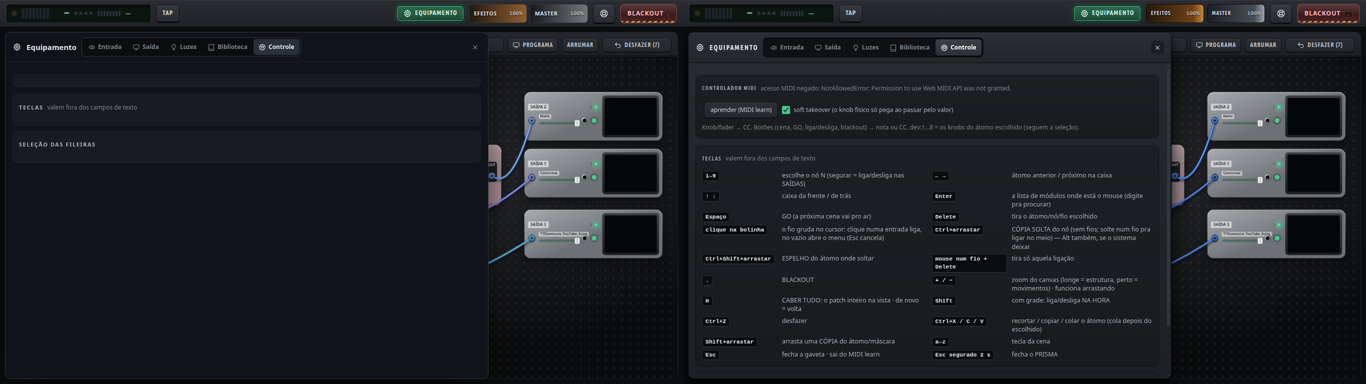 TAP
EQUIPAMENTO
EFEITOS 100%
MASTER 100%
BLACKOUT
Equipamento
Entrada
Saída
Luzes
Biblioteca
Controle
×
PROGRAMA
ARRUMAR
DESFAZER (7)
TECLAS valem fora dos campos de texto
SELEÇÃO DAS FILEIRAS
SAÍDA 2
SAÍDA 1
SAÍDA 3
TAP
EQUIPAMENTO
EFEITOS 100%
MASTER 100%
BLACKOUT
EQUIPAMENTO
Entrada
Saída
Luzes
Biblioteca
Controle
×
PROGRAMA
ARRUMAR
DESFAZER (7)
CONTROLADOR MIDI acesso MIDI negado: NotAllowedError: Permission to use Web MIDI API was not granted.
aprender (MIDI learn) soft takeover (o knob físico só pega ao passar pelo valor)
Knob/fader → CC. Botões (cena, GO, liga/desliga, blackout) → nota ou CC. dev:1…8 = os knobs do átomo escolhido (seguem a seleção).
TECLAS valem fora dos campos de texto
1–9 escolhe o nó N (segurar = liga/desliga nas SAÍDAS)
← → átomo anterior / próximo na caixa
↑ ↓ caixa da frente / de trás
Enter a lista de módulos onde está o mouse (digite pra procurar)
Espaço GO (a próxima cena vai pro ar)
Delete tira o átomo/nó/fio escolhido
clique na bolinha o fio gruda no cursor: clique numa entrada liga, no vazio abre o menu (Esc cancela)
Ctrl+arrastar CÓPIA SOLTA do nó (sem fios; solte num fio pra ligar no meio) — Alt também, se o sistema deixar
Ctrl+Shift+arrastar ESPELHO do átomo onde soltar
mouse num fio + Delete tira só aquela ligação
. BLACKOUT
+ / − zoom do canvas (longe = estrutura, perto = movimentos) · funciona arrastando
H CABER TUDO: o patch inteiro na vista · de novo = volta
Shift com grade: liga/desliga NA HORA
Ctrl+Z desfazer
Ctrl+X / C / V recortar / copiar / colar o átomo (cola depois do escolhido)
Shift+arrastar arrasta uma CÓPIA do átomo/máscara
a–z tecla da cena
Esc fecha a gaveta · sai do MIDI learn
Esc segurado 2 s fecha o PRISMA
SAÍDA 2
SAÍDA 1
SAÍDA 3